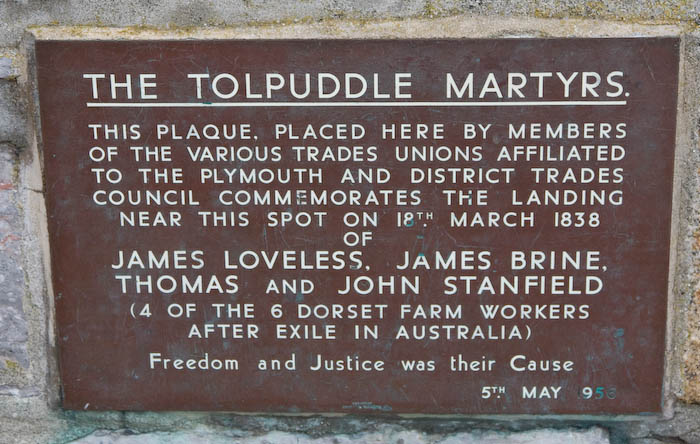 THE TOLPUDDLE MARTYRS.
THIS PLAQUE, PLACED HERE BY MEMBERS
OF THE VARIOUS TRADES UNIONS AFFILIATED
TO THE PLYMOUTH AND DISTRICT TRADES
COUNCIL COMMEMORATES THE LANDING
NEAR THIS SPOT ON 18TH MARCH 1838
OF
JAMES LOVELESS, JAMES BRINE,
THOMAS AND JOHN STANFIELD
(4 OF THE 6 DORSET FARM WORKERS
AFTER EXILE IN AUSTRALIA)
Freedom and Justice was their Cause
5TH MAY